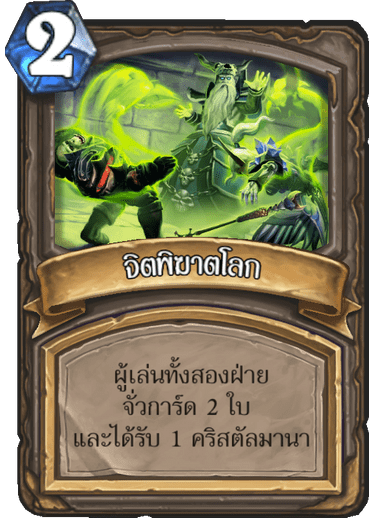 2
จิตพิฆาตโลก
ผู้เล่นทั้งสองฝ่าย
จั่วการ์ด 2 ใบ
และได้รับ 1 คริสตัลมานา